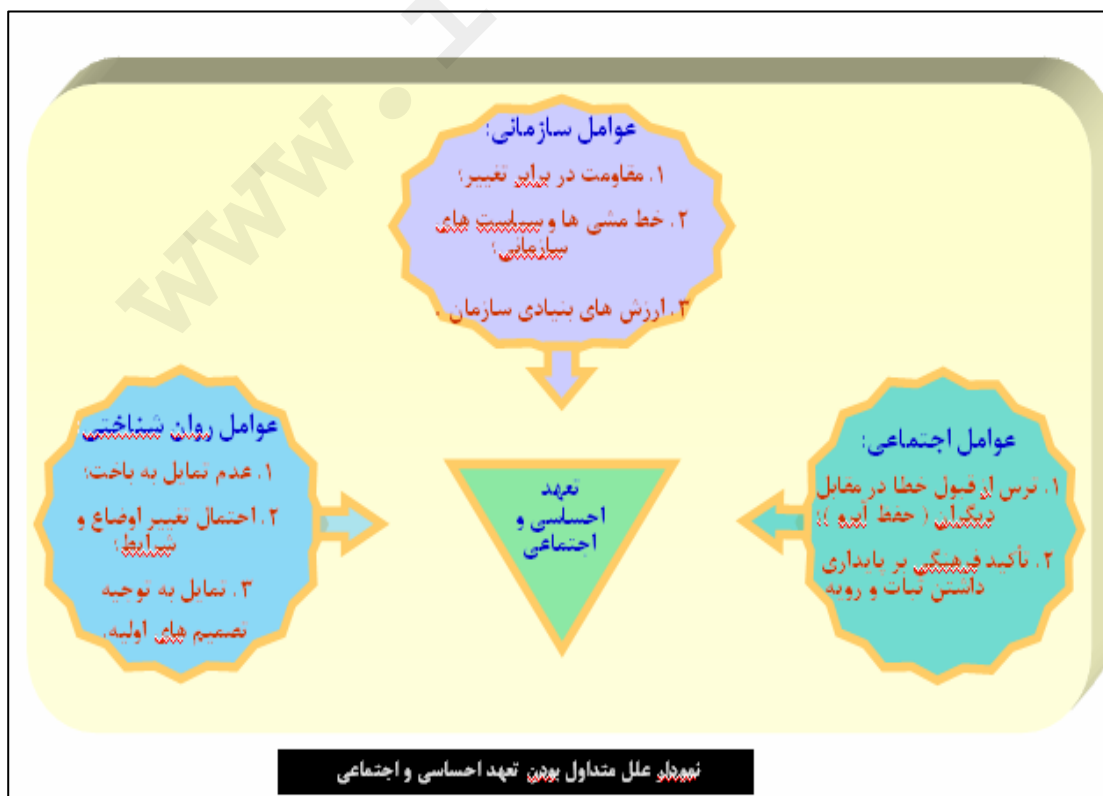 عوامل سازمانی:
۱. مقاومت در برابر تغییر؛
۲. خط مشی ها و سیاست های
سازمانی؛
۳. ارزش های بنیادی سازمان .
عوامل اجتماعی:
۱. ترس از قبول خطا در مقابل
دیگران ( حفظ آبرو )؛
۲. تأکید فرهنگی بر پایداری
داشتن ثبات و رویه
تعهد
احساسی و
اجتماعی
عوامل روان شناختی:
۱. عدم تمایل به باخت؛
۲. احتمال تغییر اوضاع و
شرایط؛
۳. تمایل به توجیه
تصمیم های اولیه.
نمودار علل متداول بودن تعهد احساسی و اجتماعی